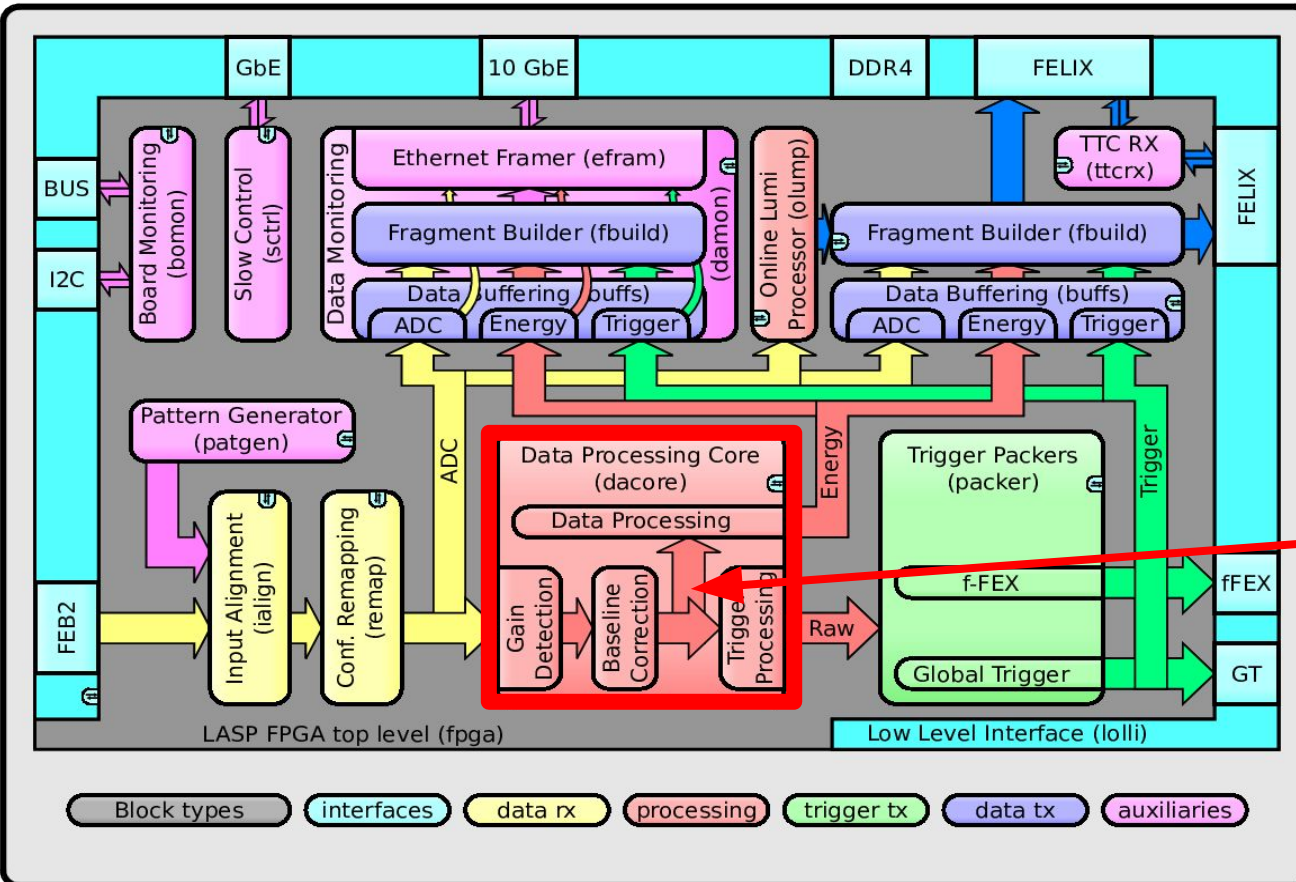 GbE
10 GbE
DDR4
FELIX
BUS
I2C
FEB2
Board Monitoring
(bomon)
Slow Control
(sctrl)
Data Monitoring
(damon)
Ethernet Framer (efram)
Fragment Builder (fbuild)
Data Buffering (buffs)
ADC
Energy
Trigger
Online Lumi
Processor (olump)
TTC RX
(ttcrx)
FELIX
Fragment Builder (fbuild)
Data Buffering (buffs)
ADC
Energy
Trigger
Pattern Generator
(patgen)
Input Alignment
(ialign)
Conf. Remapping
(remap)
ADC
Data Processing Core
(dacore)
Data Processing
Gain
Detection
Baseline
Correction
Trigger
Processing
Energy
Raw
Trigger Packers
(packer)
f-FEX
Global Trigger
Trigger
fFEX
GT
LASP FPGA top level (fpga)
Low Level Interface (lolli)
Block types
interfaces
data rx
processing
trigger tx
data tx
auxiliaries